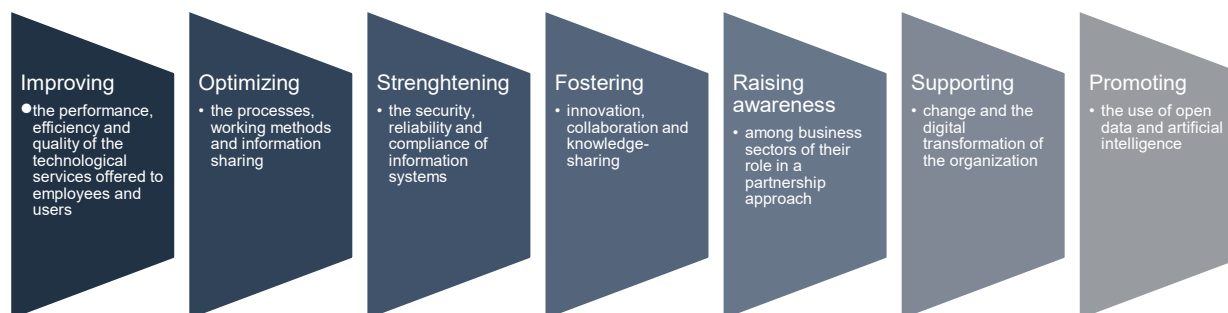 Improving
•the performance,
efficiency and
quality of the
technological
services offered to
employees and
users
Optimizing
• the processes,
working methods
and information
sharing
Strenghtening
• the security,
reliability and
compliance of
information
systems
Fostering
• innovation,
collaboration and
knowledge-
sharing
Raising
awareness
• among business
sectors of their
role in a
partnership
approach
Supporting
• change and the
digital
transformation of
the organization
Promoting
• the use of open
data and artificial
intelligence